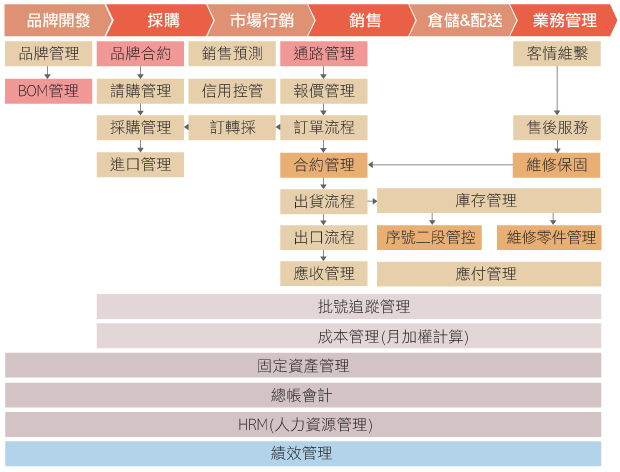 品牌開發
採購
市場行銷
銷售
倉儲&配送
業務管理
品牌管理
品牌合約
銷售預測
通路管理
客情維繫
BOM管理
請購管理
信用控管
報價管理
採購管理
訂轉採
訂單流程
售後服務
進口管理
合約管理
維修保固
出貨流程
庫存管理
出口流程
序號二段管控
維修零件管理
應收管理
應付管理
批號追蹤管理
成本管理(月加權計算)
固定資產管理
總帳會計
HRM(人力資源管理)
績效管理